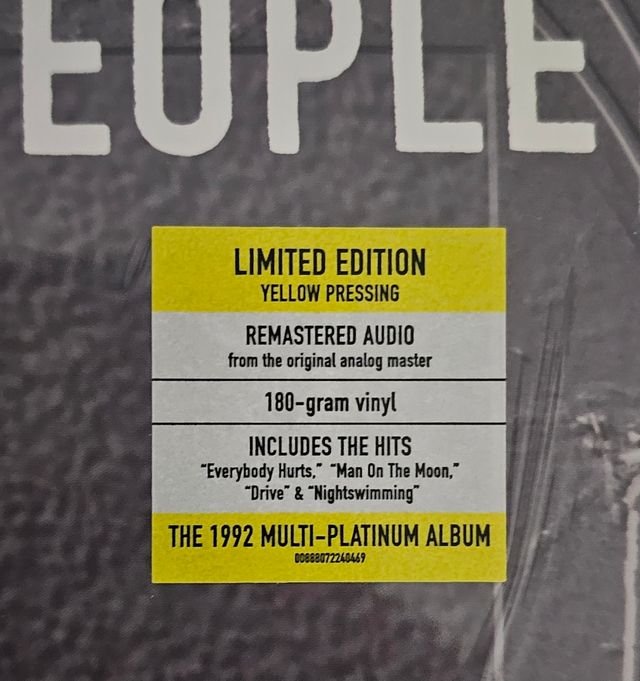 EOPLE
LIMITED EDITION
YELLOW PRESSING
REMASTERED AUDIO
from the original analog master
180-gram vinyl
INCLUDES THE HITS
“Everybody Hurts,” “Man On The Moon,”
“Drive” & “Nightswimming”
THE 1992 MULTI-PLATINUM ALBUM
00888072240469